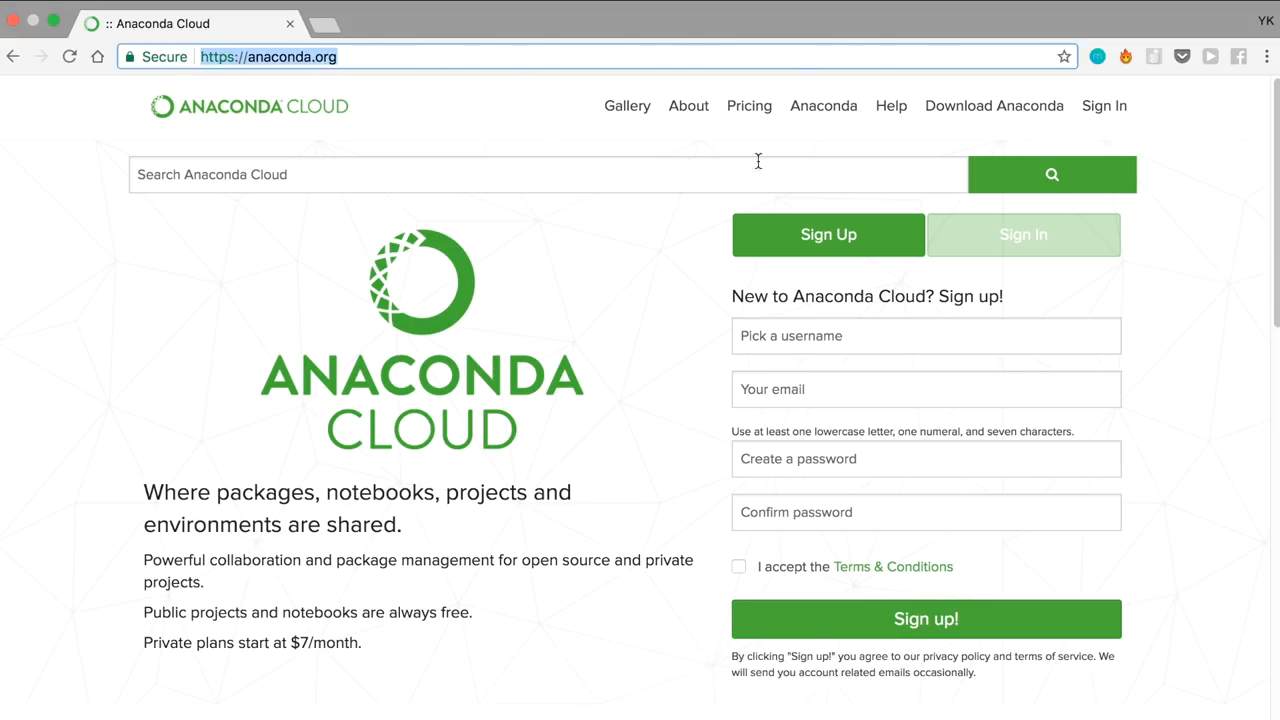 :: Anaconda Cloud
YK
Secure
https://anaconda.org
ANACONDA CLOUD
Gallery
About
Pricing
Anaconda
Help
Download Anaconda
Sign In
Search Anaconda Cloud
Sign Up
Sign In
ANACONDA
CLOUD
Where packages, notebooks, projects and
environments are shared.
Powerful collaboration and package management for open source and private
projects.
Public projects and notebooks are always free.
Private plans start at $7/month.
New to Anaconda Cloud? Sign up!
Pick a username
Your email
Use at least one lowercase letter, one numeral, and seven characters.
Create a password
Confirm password
I accept the Terms & Conditions
Sign up!
By clicking "Sign up!" you agree to our privacy policy and terms of service. We
will send you account related emails occasionally.